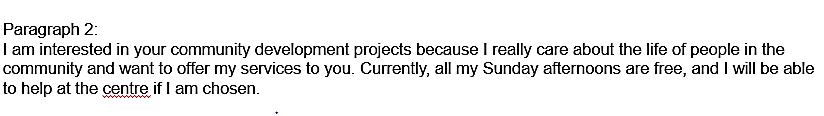 Paragraph 2:
I am interested in your community development projects because I really care about the life of people in the
community and want to offer my services to you. Currently, all my Sunday afternoons are free, and I will be able
to help at the centre if I am chosen.